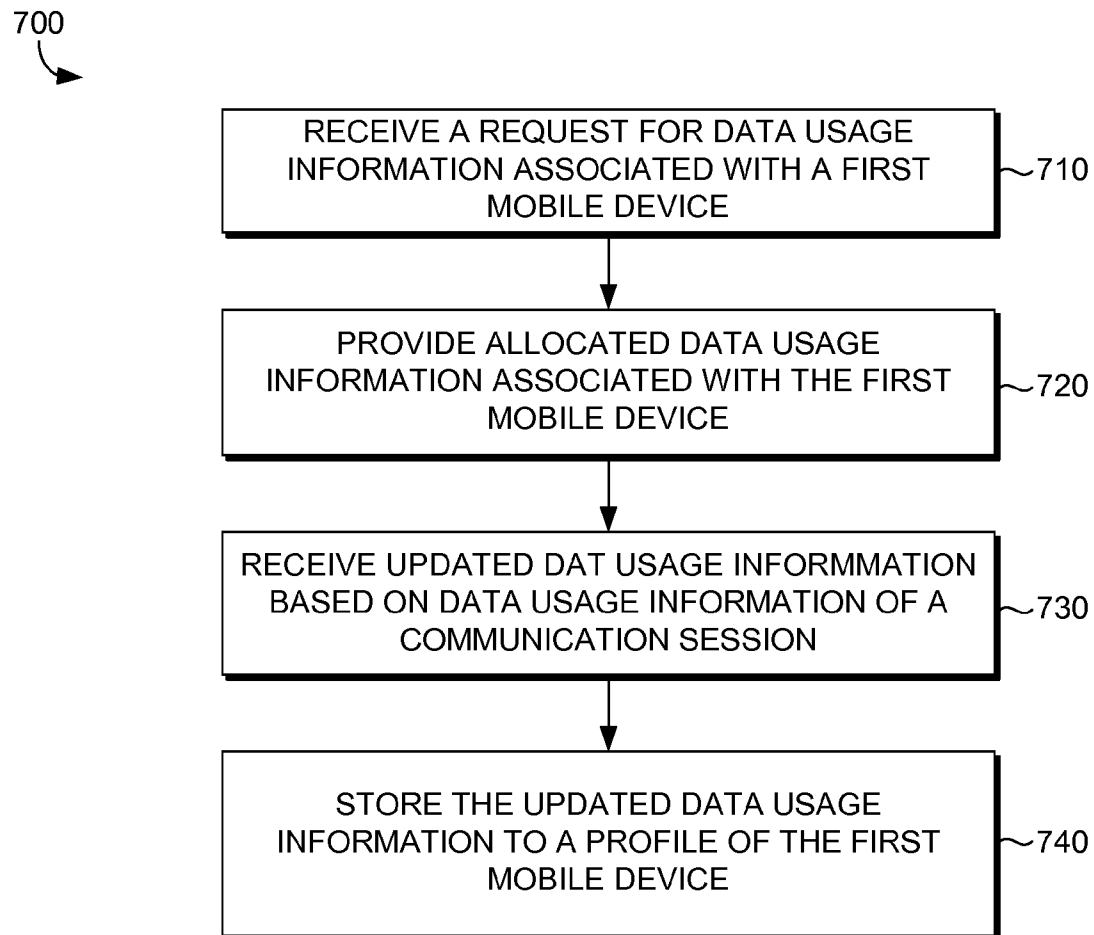 700
RECEIVE A REQUEST FOR DATA USAGE
INFORMATION ASSOCIATED WITH A FIRST
MOBILE DEVICE
710
PROVIDE ALLOCATED DATA USAGE
INFORMATION ASSOCIATED WITH THE FIRST
MOBILE DEVICE
720
RECEIVE UPDATED DAT USAGE INFORMMATION
BASED ON DATA USAGE INFORMATION OF A
COMMUNICATION SESSION
730
STORE THE UPDATED DATA USAGE
INFORMATION TO A PROFILE OF THE FIRST
MOBILE DEVICE
740